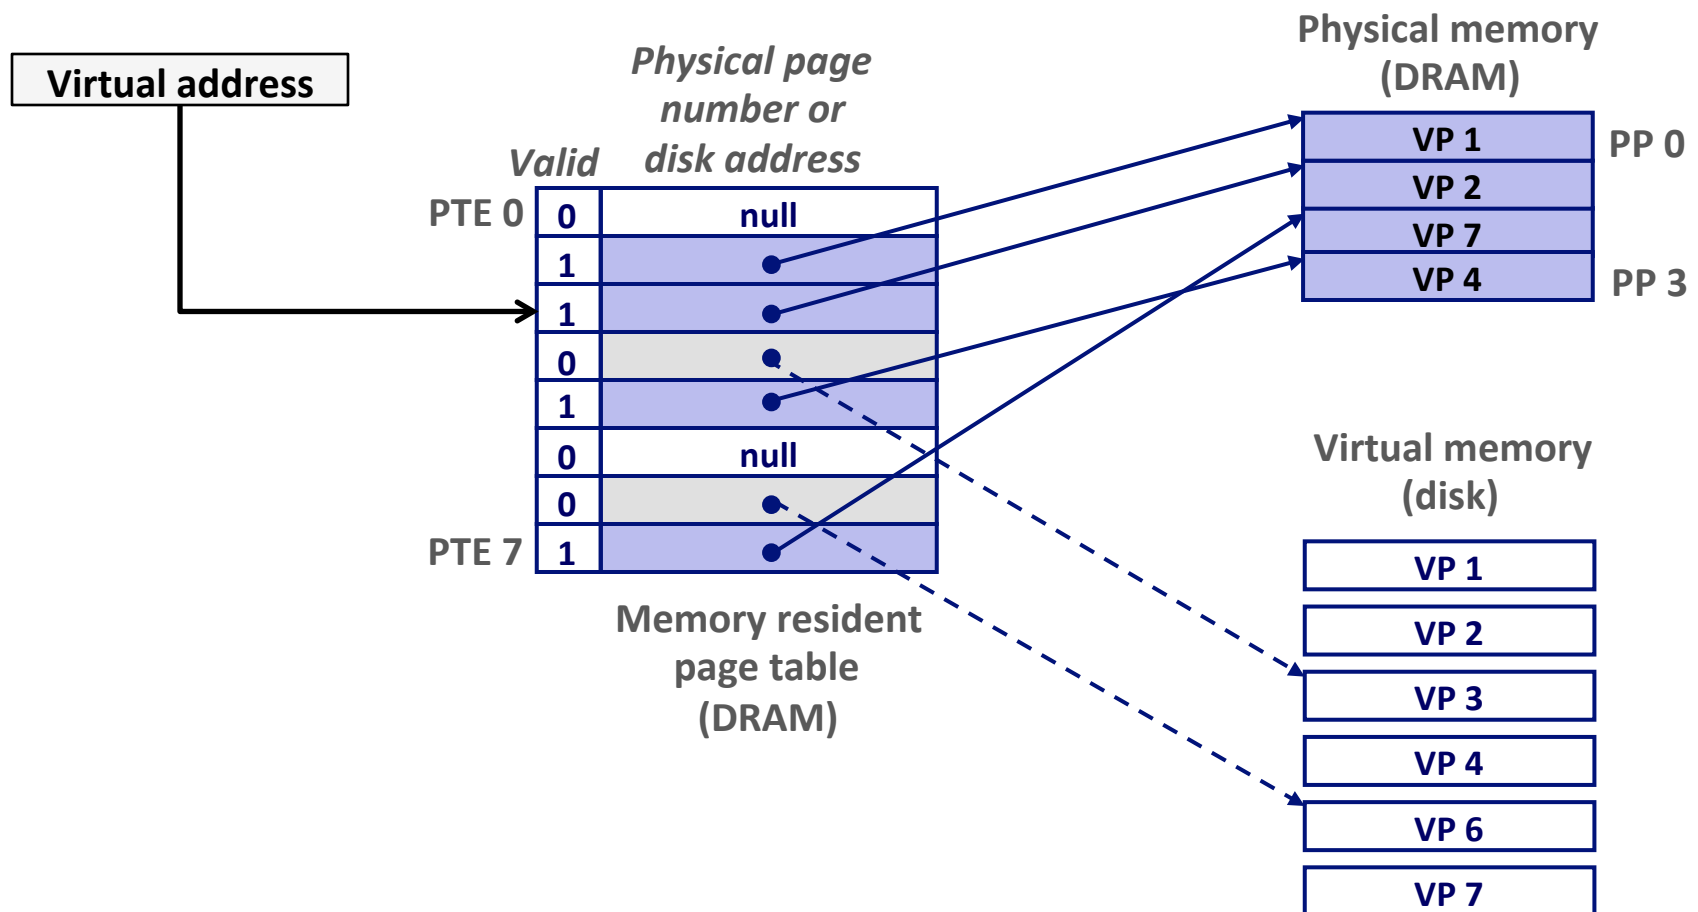 Virtual address
Physical page
number or
disk address
Valid
PTE 0
0
null
1
1
0
1
0
null
0
PTE 7
1
Memory resident
page table
(DRAM)
Physical memory
(DRAM)
VP 1
PP 0
VP 2
VP 7
VP 4
PP 3
Virtual memory
(disk)
VP 1
VP 2
VP 3
VP 4
VP 6
VP 7